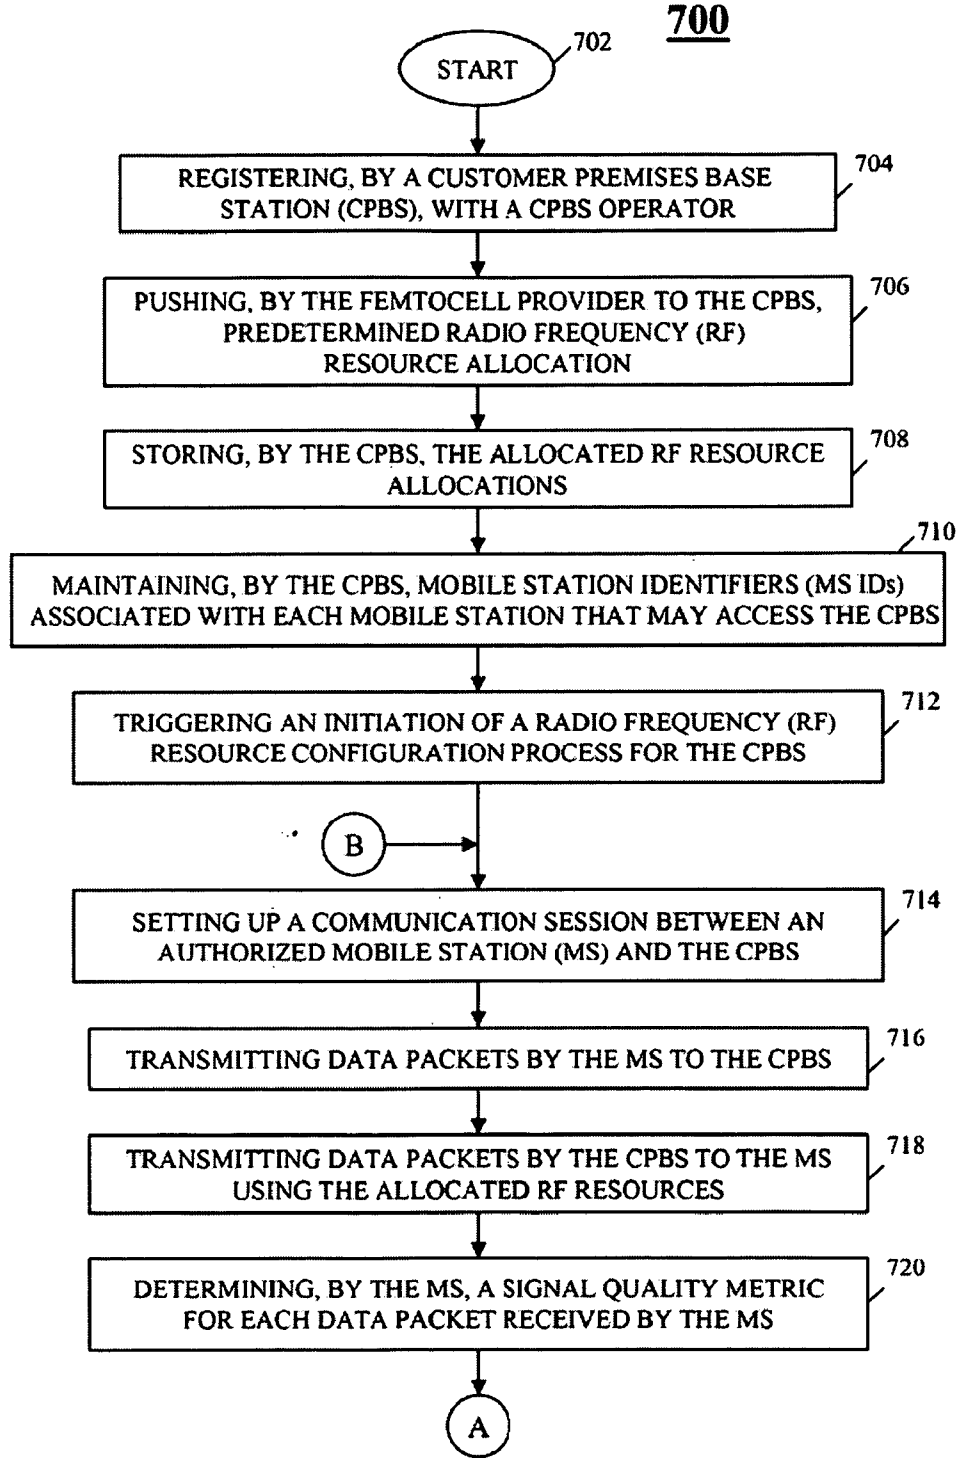 700
702
START
704
REGISTERING, BY A CUSTOMER PREMISES BASE
STATION (CPBS), WITH A CPBS OPERATOR
706
PUSHING, BY THE FEMTOCELL PROVIDER TO THE CPBS,
PREDETERMINED RADIO FREQUENCY (RF)
RESOURCE ALLOCATION
708
STORING, BY THE CPBS, THE ALLOCATED RF RESOURCE
ALLOCATIONS
710
MAINTAINING, BY THE CPBS, MOBILE STATION IDENTIFIERS (MS IDs)
ASSOCIATED WITH EACH MOBILE STATION THAT MAY ACCESS THE CPBS
712
TRIGGERING AN INITIATION OF A RADIO FREQUENCY (RF)
RESOURCE CONFIGURATION PROCESS FOR THE CPBS
B
714
SETTING UP A COMMUNICATION SESSION BETWEEN AN
AUTHORIZED MOBILE STATION (MS) AND THE CPBS
716
TRANSMITTING DATA PACKETS BY THE MS TO THE CPBS
718
TRANSMITTING DATA PACKETS BY THE CPBS TO THE MS
USING THE ALLOCATED RF RESOURCES
720
DETERMINING, BY THE MS, A SIGNAL QUALITY METRIC
FOR EACH DATA PACKET RECEIVED BY THE MS
A